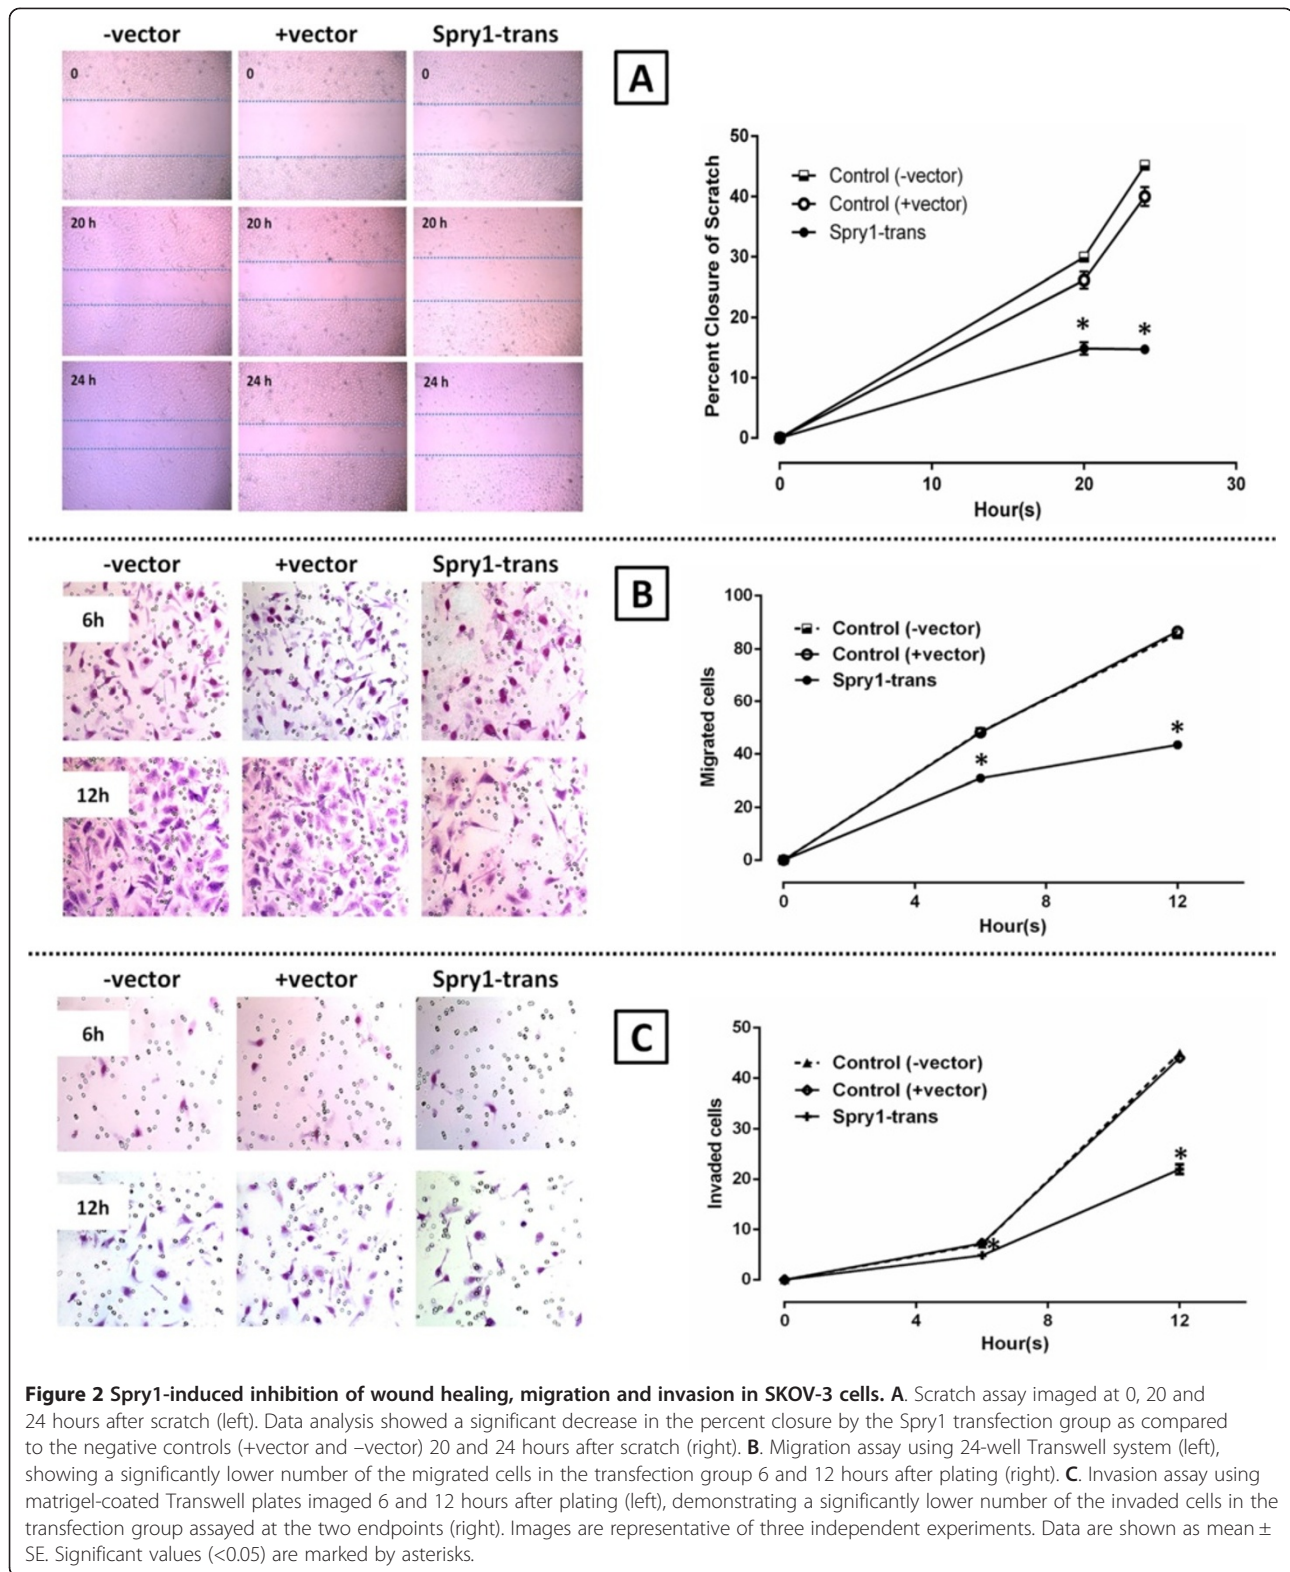 -vector +vector Spry1-trans
A
0 0 0
20 h 20 h 20 h
24 h 24 h 24 h
50
40
30
20
10
0
Percent Closure of Scratch
Control (-vector)
Control (+vector)
Spry1-trans
* *
0 10 20 30
Hour(s)
-vector +vector Spry1-trans
B
6h
12h
100
80
60
40
20
0
Migrated cells
Control (-vector)
Control (+vector)
Spry1-trans
* *
0 4 8 12
Hour(s)
-vector +vector Spry1-trans
C
6h
12h
50
40
30
20
10
0
Invaded cells
Control (-vector)
Control (+vector)
Spry1-trans
* *
0 4 8 12
Hour(s)
Figure 2 Spry1-induced inhibition of wound healing, migration and invasion in SKOV-3 cells. A. Scratch assay imaged at 0, 20 and
24 hours after scratch (left). Data analysis showed a significant decrease in the percent closure by the Spry1 transfection group as compared
to the negative controls (+vector and –vector) 20 and 24 hours after scratch (right). B. Migration assay using 24-well Transwell system (left),
showing a significantly lower number of the migrated cells in the transfection group 6 and 12 hours after plating (right). C. Invasion assay using
matrigel-coated Transwell plates imaged 6 and 12 hours after plating (left), demonstrating a significantly lower number of the invaded cells in the
transfection group assayed at the two endpoints (right). Images are representative of three independent experiments. Data are shown as mean ±
SE. Significant values (<0.05) are marked by asterisks.